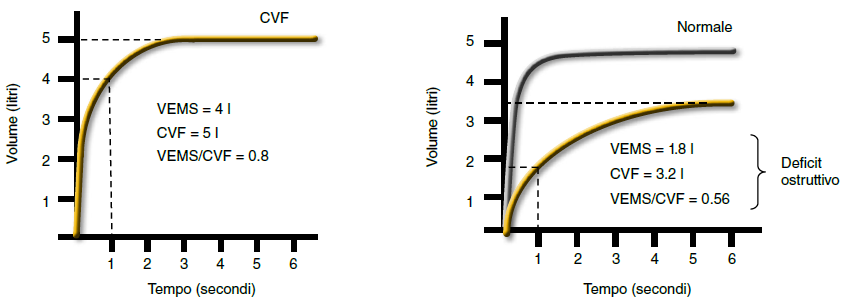 CVF
Volume (litri)
5
4
3
2
1
VEMS = 4 l
CVF = 5 l
VEMS/CVF = 0.8
1 2 3 4 5 6
Tempo (secondi)
Normale
Volume (litri)
5
4
3
2
1
VEMS = 1.8 l
CVF = 3.2 l
VEMS/CVF = 0.56
Deficit
ostruttivo
1 2 3 4 5 6
Tempo (secondi)